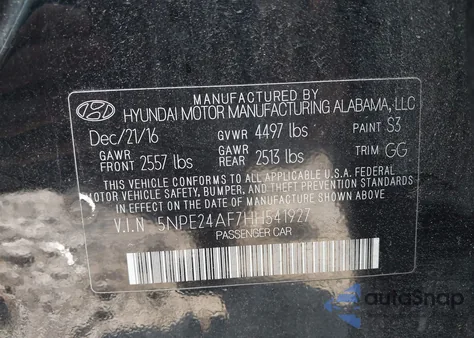 MANUFACTURED BY
HYUNDAI MOTOR MANUFACTURING ALABAMA, LLC
Dec/21/16 GVWR 4497 lbs PAINT S3
GAWR FRONT 2557 lbs GAWR REAR 2513 lbs TRIM GG
THIS VEHICLE CONFORMS TO ALL APPLICABLE U.S.A. FEDERAL
MOTOR VEHICLE SAFETY, BUMPER, AND THEFT PREVENTION STANDARDS
IN EFFECT ON THE DATE OF MANUFACTURE SHOWN ABOVE.
V.I.N 5NPE24AF7HH541927
PASSENGER CAR
autoSnap